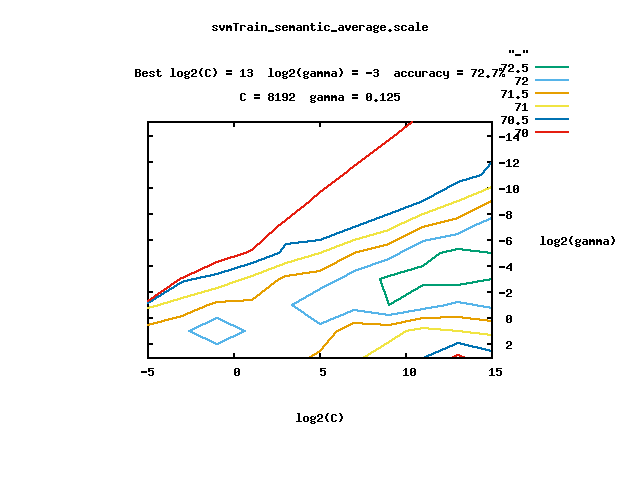 svmTrain_semantic_average.scale
"-"
Best log2(C) = 13  log2(gamma) = -3  accuracy = 72.7%
72.5
72
C = 8192  gamma = 0.125
71.5
71
70.5
70
-14
-12
-10
-8
-6
log2(gamma)
-4
-2
0
2
-5 0 5 10 15
log2(C)